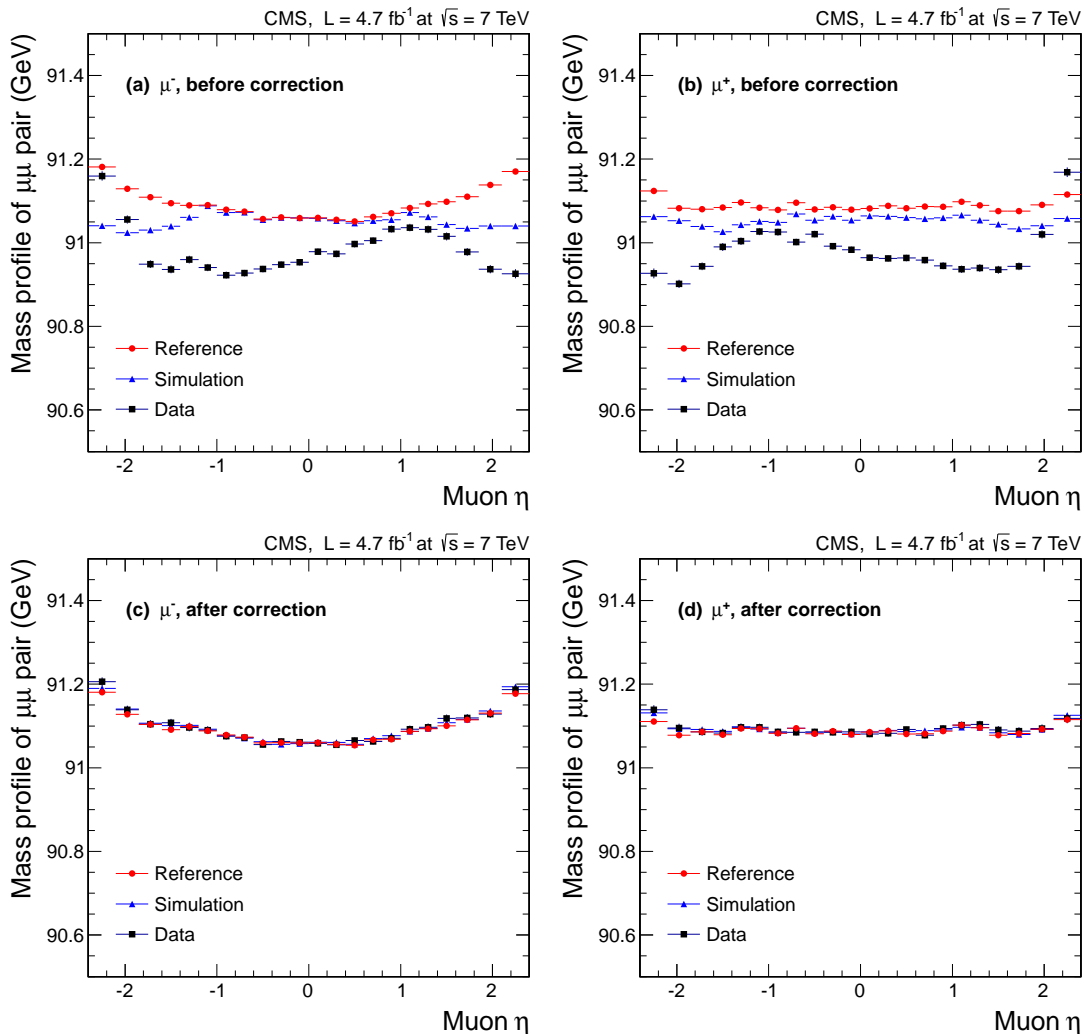 CMS, L = 4.7 fb⁻¹ at √s = 7 TeV
Mass profile of μμ pair (GeV)
(a) μ⁻, before correction
91.4
91.2
91
90.8
90.6
Reference
Simulation
Data
-2 -1 0 1 2
Muon η
CMS, L = 4.7 fb⁻¹ at √s = 7 TeV
Mass profile of μμ pair (GeV)
(b) μ⁺, before correction
91.4
91.2
91
90.8
90.6
Reference
Simulation
Data
-2 -1 0 1 2
Muon η
CMS, L = 4.7 fb⁻¹ at √s = 7 TeV
Mass profile of μμ pair (GeV)
(c) μ⁻, after correction
91.4
91.2
91
90.8
90.6
Reference
Simulation
Data
-2 -1 0 1 2
Muon η
CMS, L = 4.7 fb⁻¹ at √s = 7 TeV
Mass profile of μμ pair (GeV)
(d) μ⁺, after correction
91.4
91.2
91
90.8
90.6
Reference
Simulation
Data
-2 -1 0 1 2
Muon η